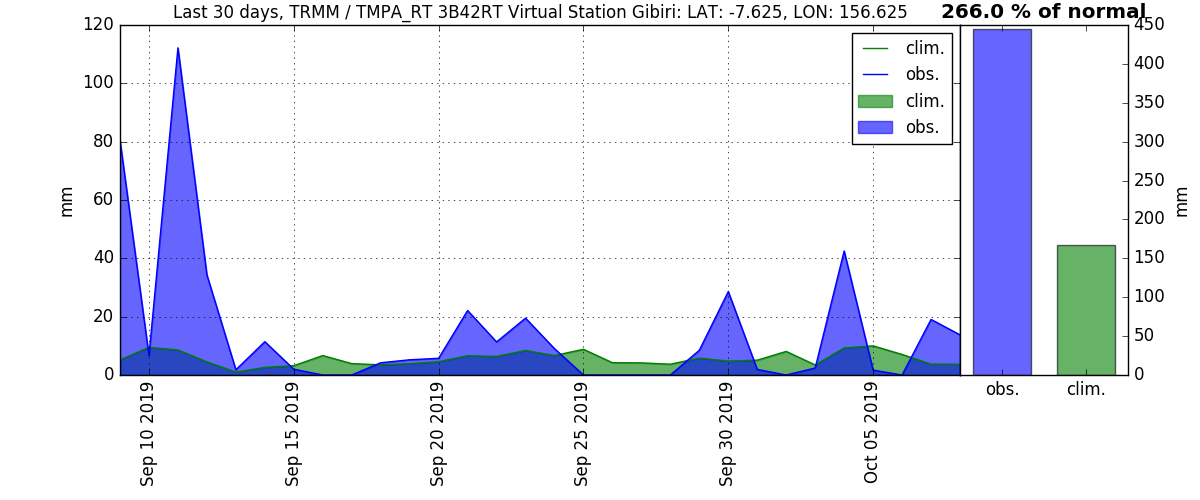 Last 30 days, TRMM / TMPA_RT 3B42RT Virtual Station Gibiri: LAT: -7.625, LON: 156.625
266.0 % of normal
120
100
80
60
40
20
0
mm
clim.
obs.
clim.
obs.
450
400
350
300
250
200
150
100
50
0
mm
Sep 10 2019
Sep 15 2019
Sep 20 2019
Sep 25 2019
Sep 30 2019
Oct 05 2019
obs.
clim.